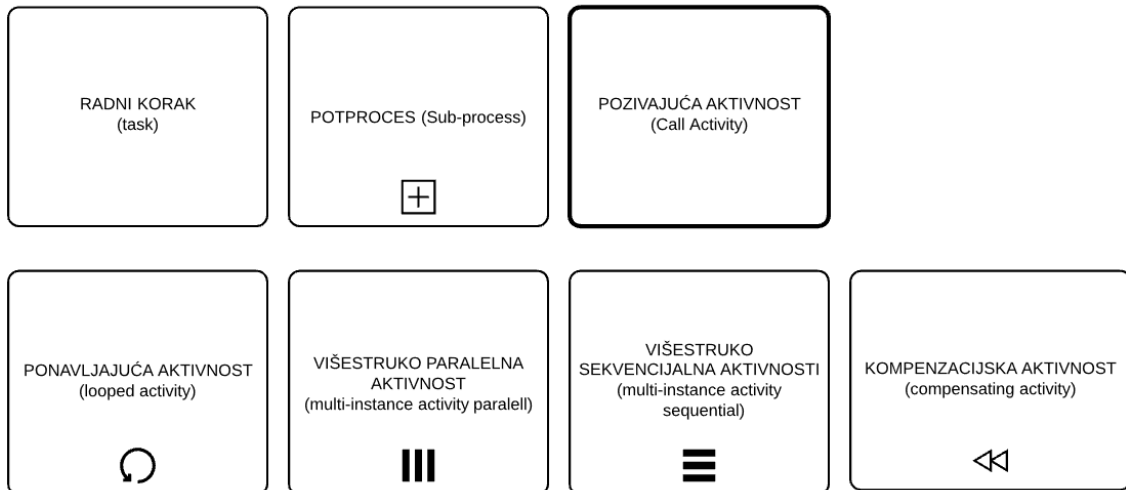 RADNI KORAK
(task)
POTPROCES (Sub-process)
POZIVAJUĆA AKTIVNOST
(Call Activity)
PONAVLJAJUĆA AKTIVNOST
(looped activity)
VIŠESTRUKO PARALELNA
AKTIVNOST
(multi-instance activity paralell)
VIŠESTRUKO
SEKVENCIJALNA AKTIVNOSTI
(multi-instance activity
sequential)
KOMPENZACIJSKA AKTIVNOST
(compensating activity)